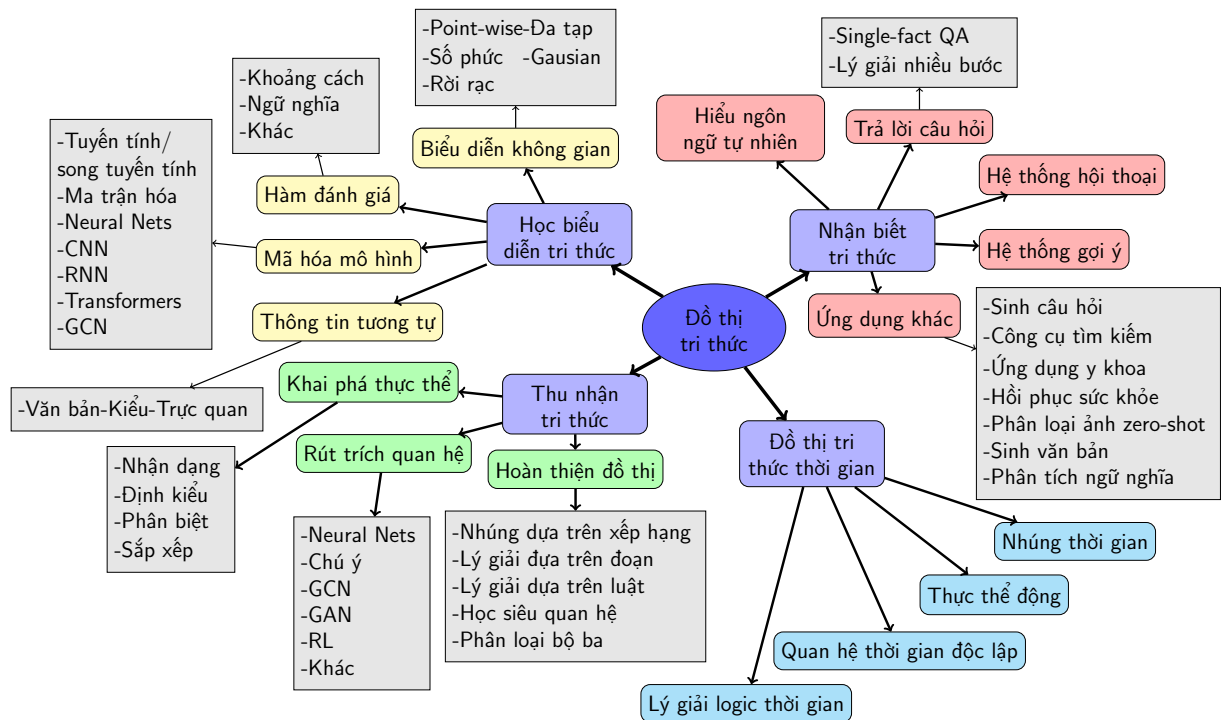 -Point-wise-Đa tạp
-Số phức -Gausian
-Rời rạc
-Single-fact QA
-Lý giải nhiều bước
-Khoảng cách
-Ngữ nghĩa
-Khác
Hiểu ngôn
ngữ tự nhiên
Trả lời câu hỏi
-Tuyến tính/
song tuyến tính
-Ma trận hóa
-Neural Nets
-CNN
-RNN
-Transformers
-GCN
Biểu diễn không gian
Hàm đánh giá
Hệ thống hội thoại
Học biểu
diễn tri thức
Nhận biết
tri thức
Mã hóa mô hình
Hệ thống gợi ý
Thông tin tương tự
Đồ thị
tri thức
Ứng dụng khác
-Sinh câu hỏi
-Công cụ tìm kiếm
-Ứng dụng y khoa
-Hồi phục sức khỏe
-Phân loại ảnh zero-shot
-Sinh văn bản
-Phân tích ngữ nghĩa
Khai phá thực thể
Thu nhận
tri thức
-Văn bản-Kiểu-Trực quan
Rút trích quan hệ
Hoàn thiện đồ thị
Đồ thị tri
thức thời gian
-Nhận dạng
-Định kiểu
-Phân biệt
-Sắp xếp
-Neural Nets
-Chú ý
-GCN
-GAN
-RL
-Khác
-Nhúng dựa trên xếp hạng
-Lý giải đựa trên đoạn
-Lý giải dựa trên luật
-Học siêu quan hệ
-Phân loại bộ ba
Nhúng thời gian
Thực thể động
Quan hệ thời gian độc lập
Lý giải logic thời gian